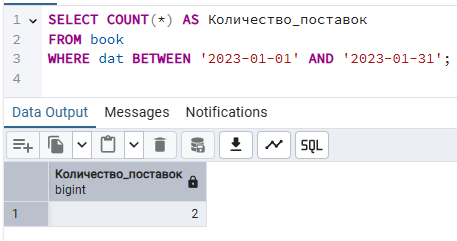 1 SELECT COUNT(*) AS Количество_поставок
2 FROM book
3 WHERE dat BETWEEN '2023-01-01' AND '2023-01-31';
4
Data Output Messages Notifications
SQL
Количество_поставок
bigint
1 2